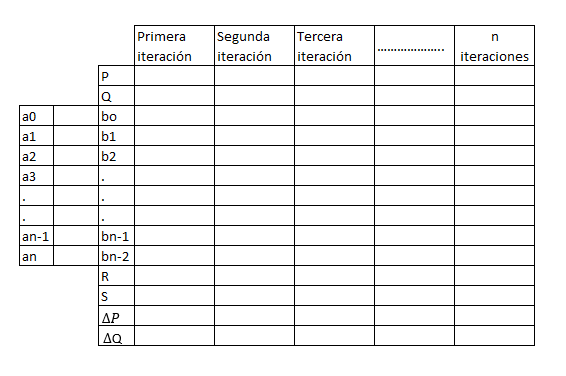 Primera iteración
Segunda iteración
Tercera iteración
………………..
n iteraciones
P
Q
a0 bo
a1 b1
a2 b2
a3 .
. .
. .
an-1 bn-1
an bn-2
R
S
ΔP
ΔQ